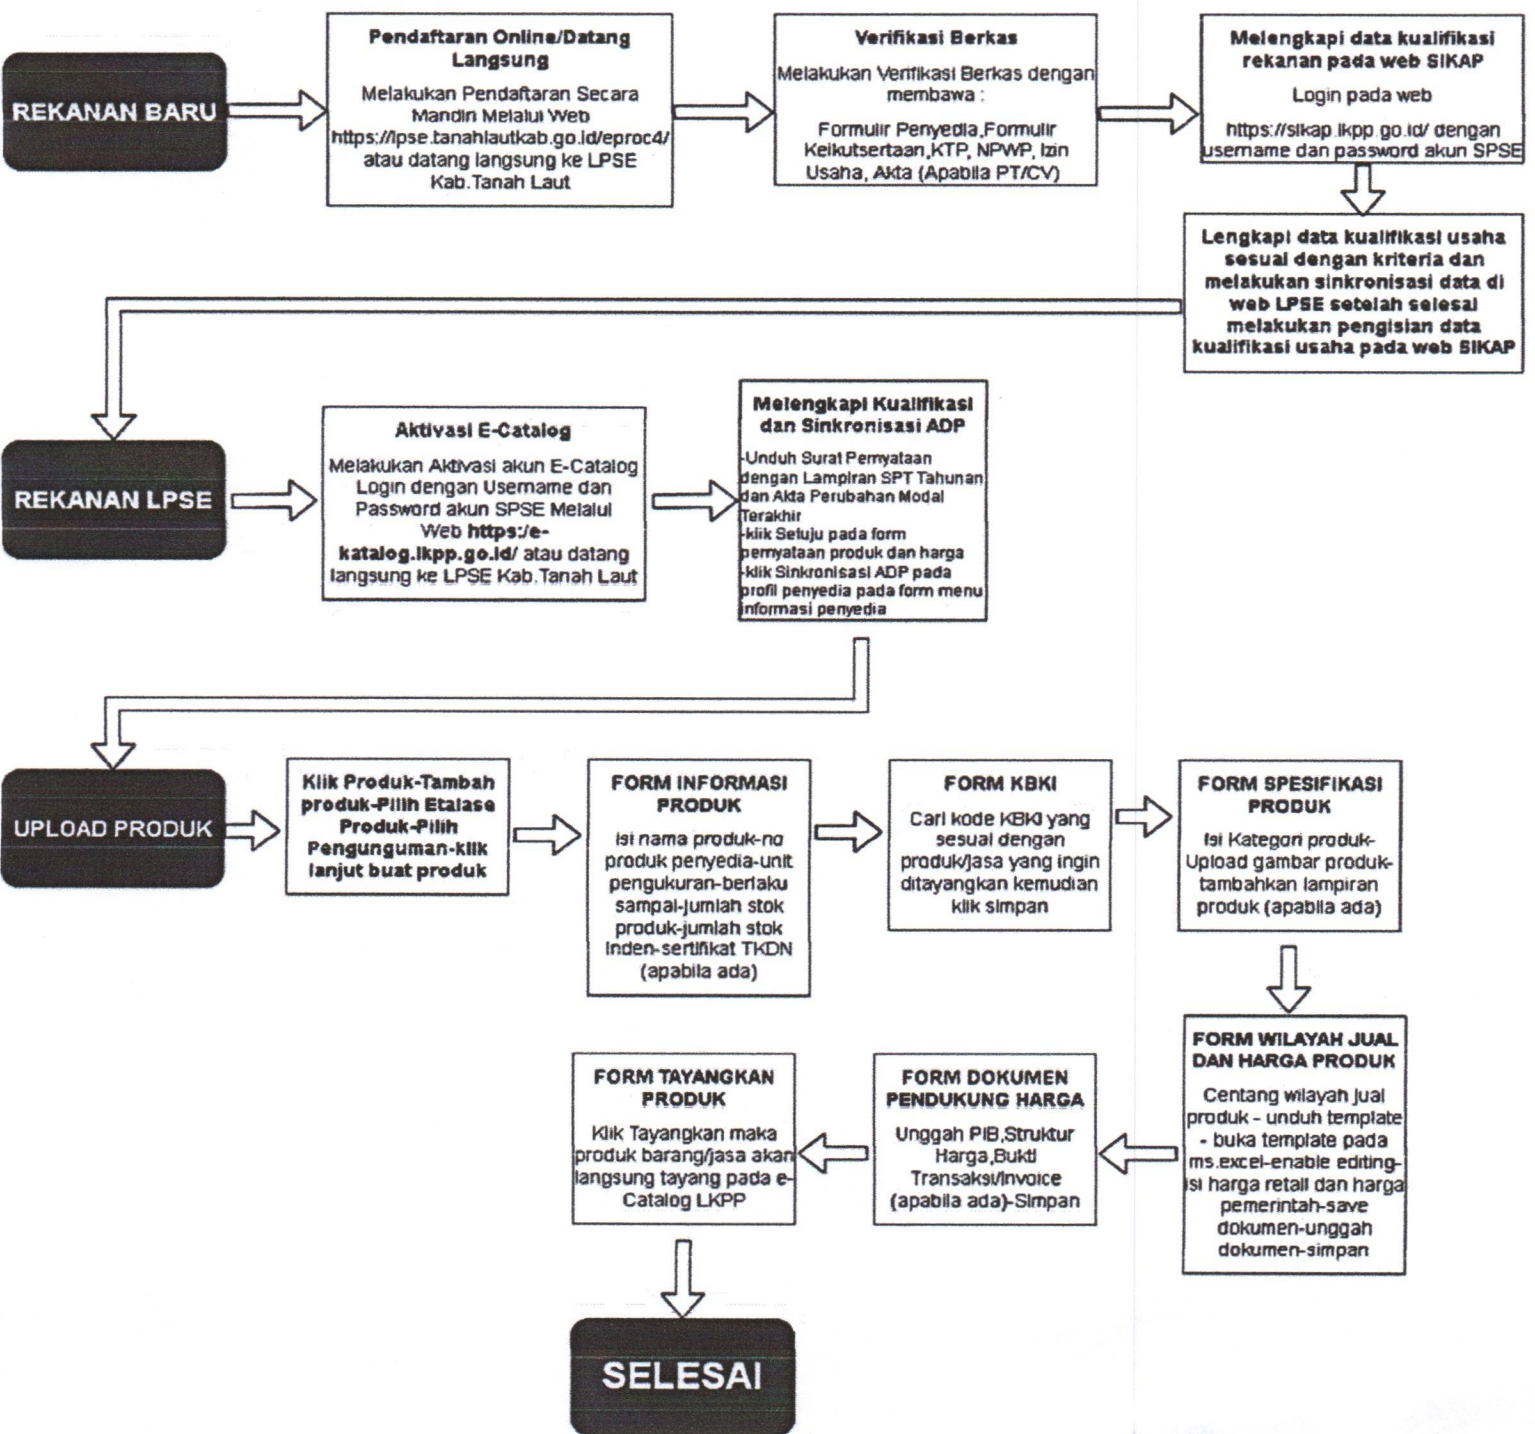 REKANAN BARU
Pendaftaran Online/Datang
Langsung
Melakukan Pendaftaran Secara
Mandiri Melalui Web
https://lpse.tanahlautkab.go.id/eproc4/
atau datang langsung ke LPSE
Kab.Tanah Laut
Verifikasi Berkas
Melakukan Verifikasi Berkas dengan
membawa :
Formulir Penyedia,Formulir
Keikutsertaan,KTP, NPWP, Izin
Usaha, Akta (Apabila PT/CV)
Melengkapi data kualifikasi
rekanan pada web SIKAP
Login pada web
https://sikap.lkpp.go.id/ dengan
username dan password akun SPSE
Lengkapi data kualifikasi usaha
sesuai dengan kriteria dan
melakukan sinkronisasi data di
web LPSE setelah selesai
melakukan pengisian data
kualifikasi usaha pada web SIKAP
REKANAN LPSE
Aktivasi E-Catalog
Melakukan Aktivasi akun E-Catalog
Login dengan Username dan
Password akun SPSE Melalui
Web https:/e-
katalog.lkpp.go.id/ atau datang
langsung ke LPSE Kab.Tanah Laut
Melengkapi Kualifikasi
dan Sinkronisasi ADP
-Unduh Surat Pernyataan
dengan Lampiran SPT Tahunan
dan Akta Perubahan Modal
Terakhir
-klik Setuju pada form
pernyataan produk dan harga
-klik Sinkronisasi ADP pada
profil penyedia pada form menu
informasi penyedia
UPLOAD PRODUK
Klik Produk-Tambah
produk-Pilih Etalase
Produk-Pilih
Pengunguman-klik
lanjut buat produk
FORM INFORMASI
PRODUK
Isi nama produk-no
produk penyedia-unit
pengukuran-berlaku
sampai-jumlah stok
produk-jumlah stok
inden-sertifikat TKDN
(apabila ada)
FORM KBKI
Cari kode KBKI yang
sesuai dengan
produk/jasa yang ingin
ditayangkan kemudian
klik simpan
FORM SPESIFIKASI
PRODUK
Isi Kategori produk-
Upload gambar produk-
tambahkan lampiran
produk (apabila ada)
FORM WILAYAH JUAL
DAN HARGA PRODUK
Centang wilayah jual
produk - unduh template
- buka template pada
ms.excel-enable editing-
isi harga retail dan harga
pemerintah-save
dokumen-unggah
dokumen-simpan
FORM DOKUMEN
PENDUKUNG HARGA
Unggah PIB,Struktur
Harga,Bukti
Transaksi/Invoice
(apabila ada)-Simpan
FORM TAYANGKAN
PRODUK
Klik Tayangkan maka
produk barang/jasa akan
langsung tayang pada e-
Catalog LKPP
SELESAI